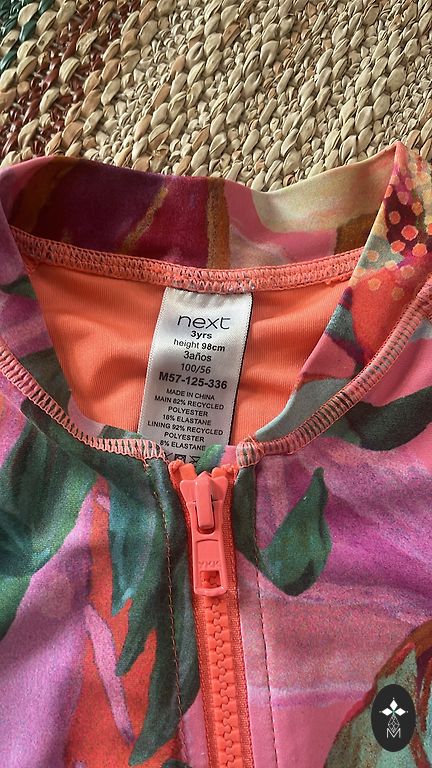 next
3yrs
height 98cm
3años
100/56
M57-125-336
MADE IN CHINA
MAIN 82% RECYCLED
POLYESTER
18% ELASTANE
LINING 92% RECYCLED
POLYESTER
8% ELASTANE
YKK
M